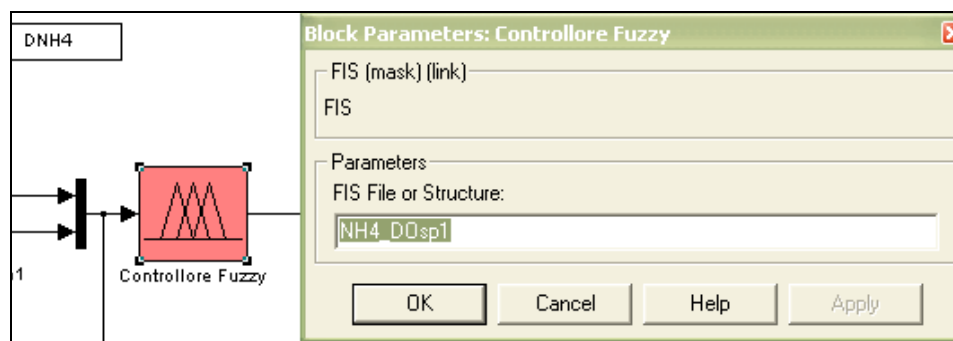 DNH4
Block Parameters: Controllore Fuzzy
FIS (mask) (link)
FIS
Parameters
FIS File or Structure:
NH4_DOsp1
1
Controllore Fuzzy
OK
Cancel
Help
Apply